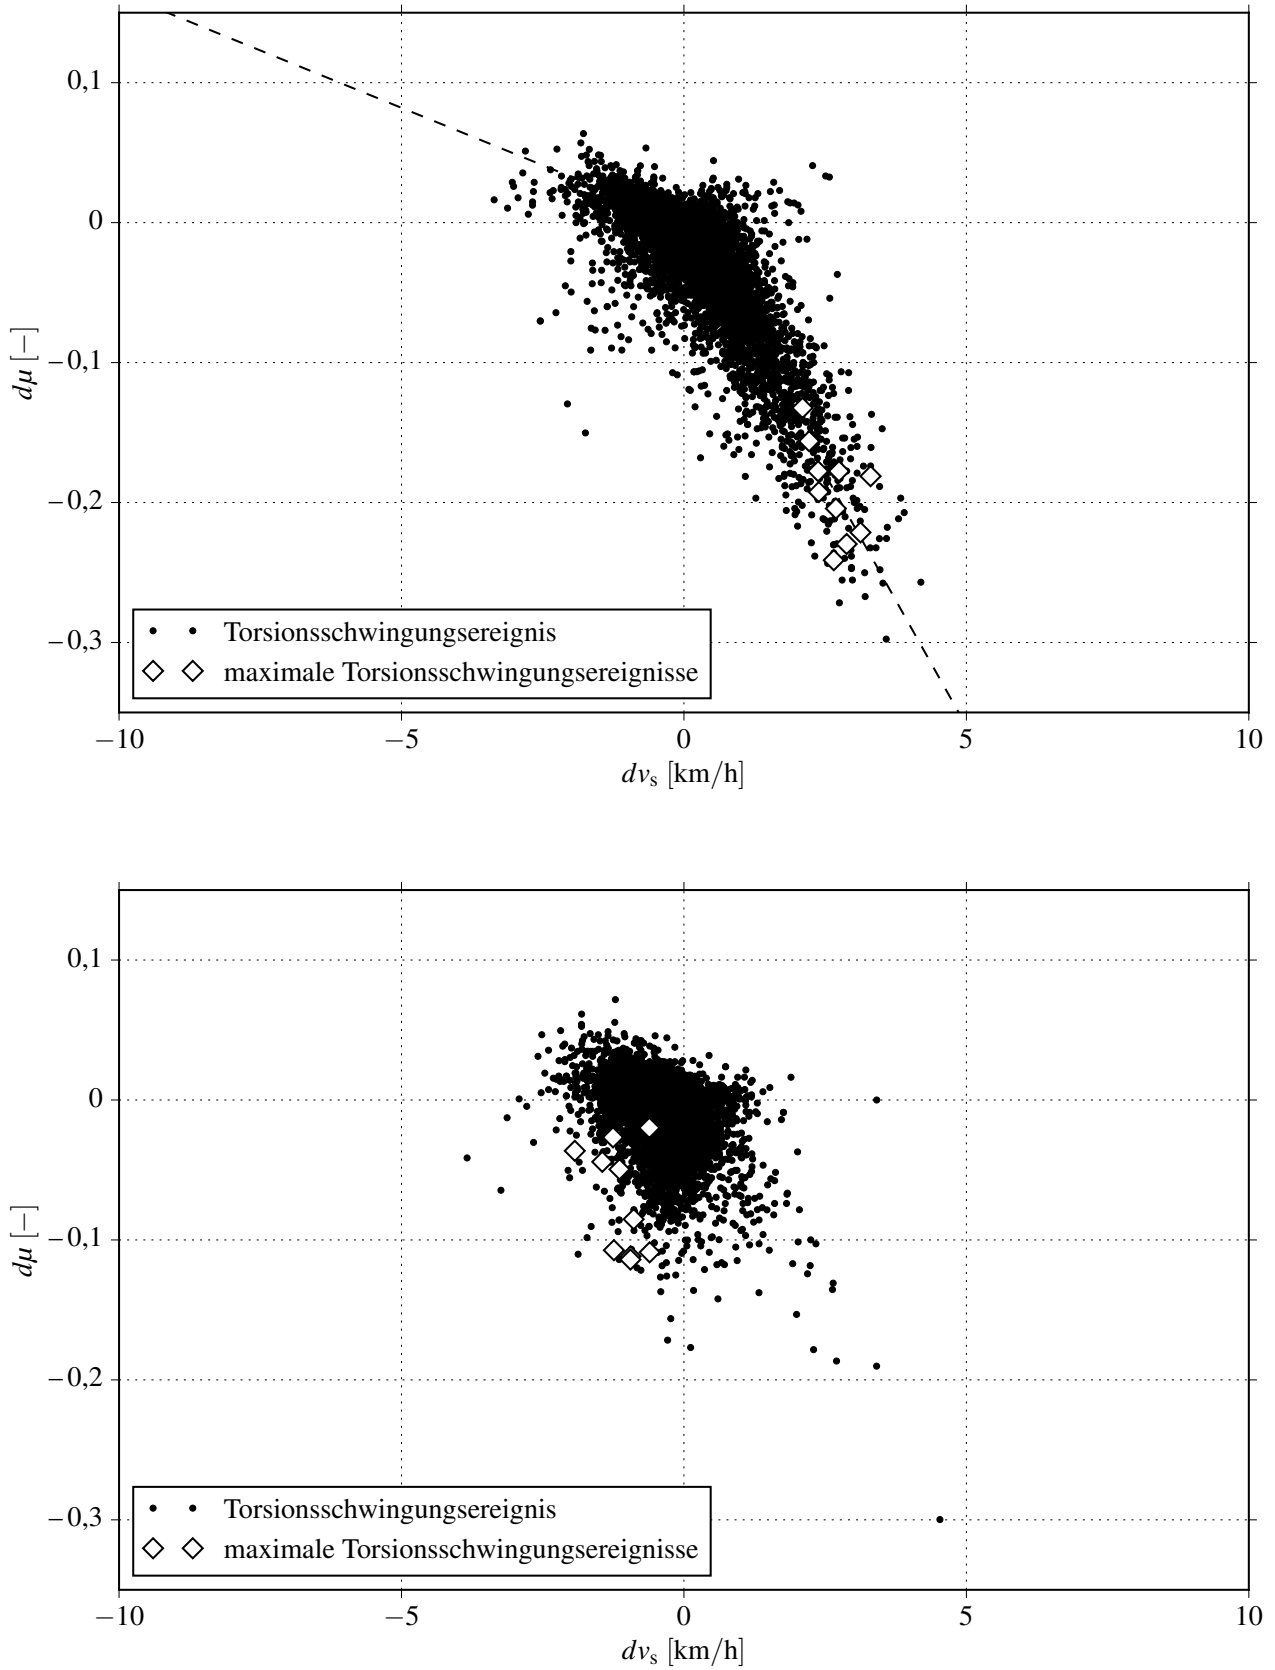 0,1
0
−0,1
−0,2
−0,3
dμ [−]
Torsionsschwingungsereignis
maximale Torsionsschwingungsereignisse
−10 −5 0 5 10
dvs [km/h]
0,1
0
−0,1
−0,2
−0,3
dμ [−]
Torsionsschwingungsereignis
maximale Torsionsschwingungsereignisse
−10 −5 0 5 10
dvs [km/h]